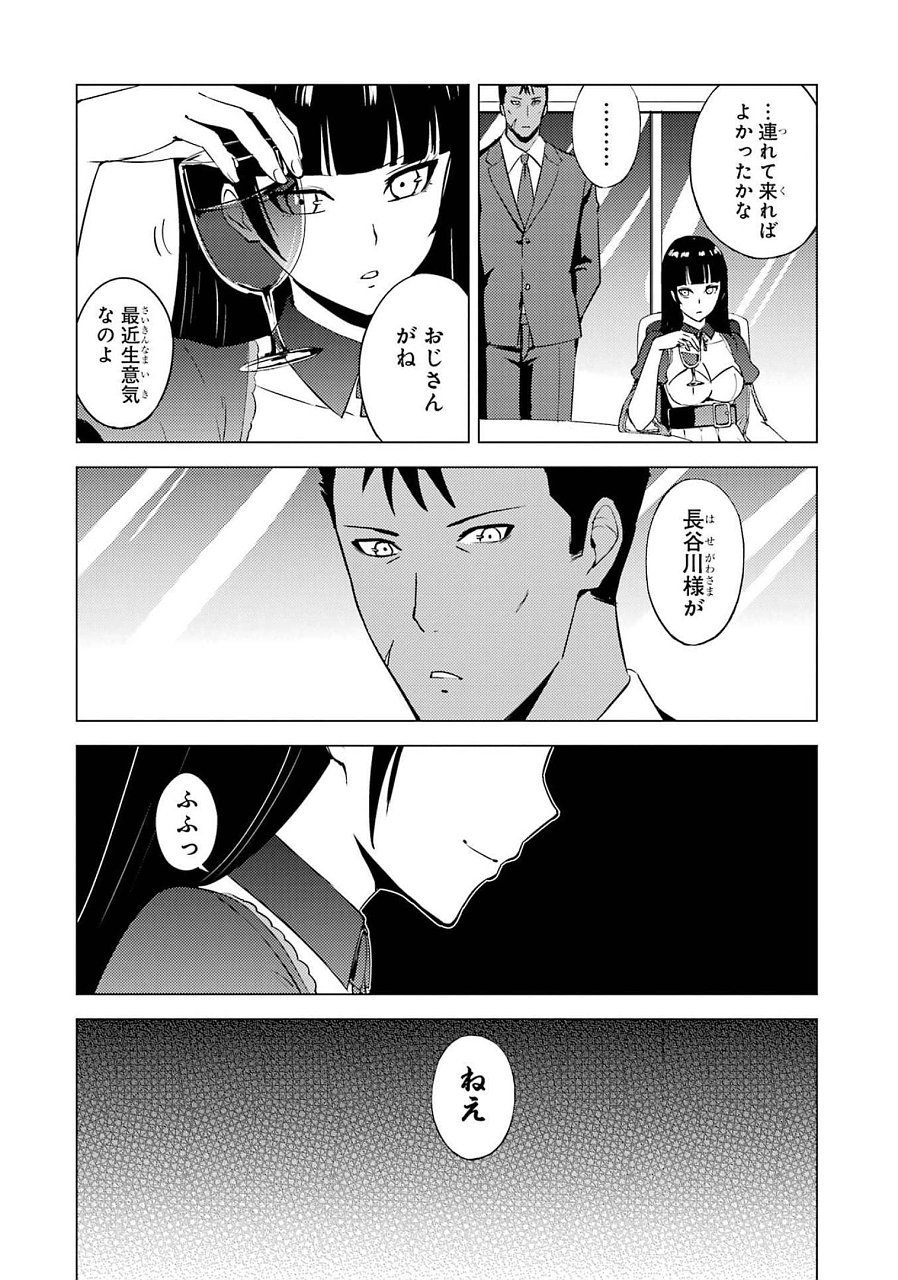 …連れて来れば
よかったかな
………
おじさん
がね
最近生意気
なのよ
長谷川様が
ふふっ
ねえ